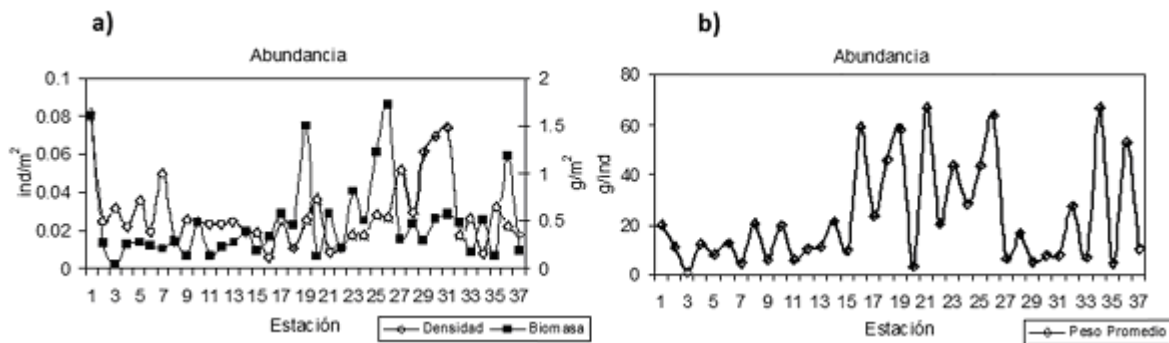 a)
Abundancia
0.1
0.08
0.06
0.04
0.02
0
ind/m²
2
1.5
1
0.5
0
g/m²
1 3 5 7 9 11 13 15 17 19 21 23 25 27 29 31 33 35 37
Estación
Densidad Biomasa
b)
Abundancia
80
60
40
20
0
g/ind
1 3 5 7 9 11 13 15 17 19 21 23 25 27 29 31 33 35 37
Estación
Peso Promedio